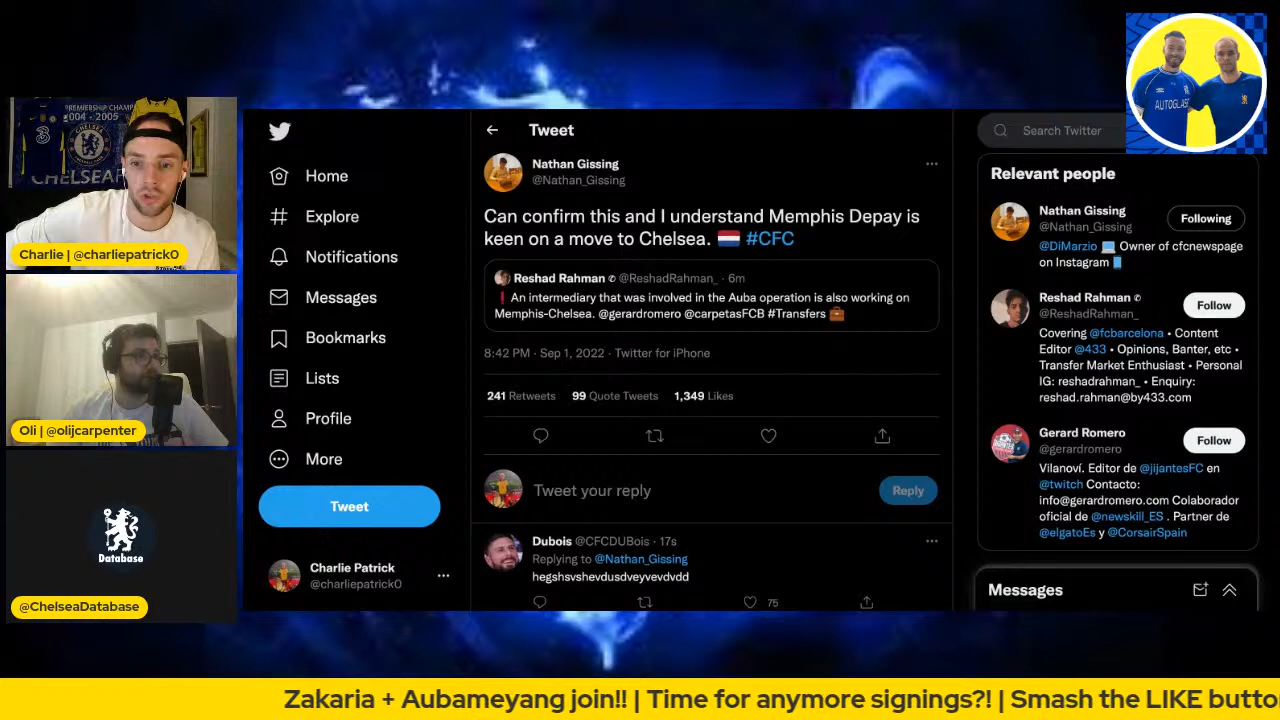 PREMIERSHIP CHAMP
2004 - 2005
3
CHELSEA
AUTOGLASS
Charlie | @charliepatrick0
Oli | @olijcarpenter
Database
@ChelseaDatabase
Home
Explore
Notifications
Messages
Bookmarks
Lists
Profile
More
Tweet
Charlie Patrick
@charliepatrick0
Tweet
Nathan Gissing
@Nathan_Gissing
Can confirm this and I understand Memphis Depay is
keen on a move to Chelsea. 🇳🇱 #CFC
Reshad Rahman ✆ @ReshadRahman_ · 6m
❗ An intermediary that was involved in the Auba operation is also working on
Memphis-Chelsea. @gerardromero @carpetasFCB #Transfers 💼
8:42 PM · Sep 1, 2022 · Twitter for iPhone
241 Retweets 99 Quote Tweets 1,349 Likes
Tweet your reply
Reply
Dubois @CFCDUBois · 17s
Replying to @Nathan_Gissing
hegshsvshevdusdveyvevdvdd
75
Search Twitter
Relevant people
Nathan Gissing
@Nathan_Gissing
Following
@DiMarzio 💻 Owner of cfcnewspage
on Instagram 📱
Reshad Rahman ✆
@ReshadRahman_
Follow
Covering @fcbarcelona • Content
Editor @433 • Opinions, Banter, etc •
Transfer Market Enthusiast • Personal
IG: reshadrahman_ • Enquiry:
reshad.rahman@by433.com
Gerard Romero
@gerardromero
Follow
Vilanoví. Editor de @jijantesFC en
@twitch Contacto:
info@gerardromero.com Colaborador
oficial de @newskill_ES . Partner de
@elgatoEs y @CorsairSpain
Messages
Zakaria + Aubameyang join!! | Time for anymore signings?! | Smash the LIKE butto